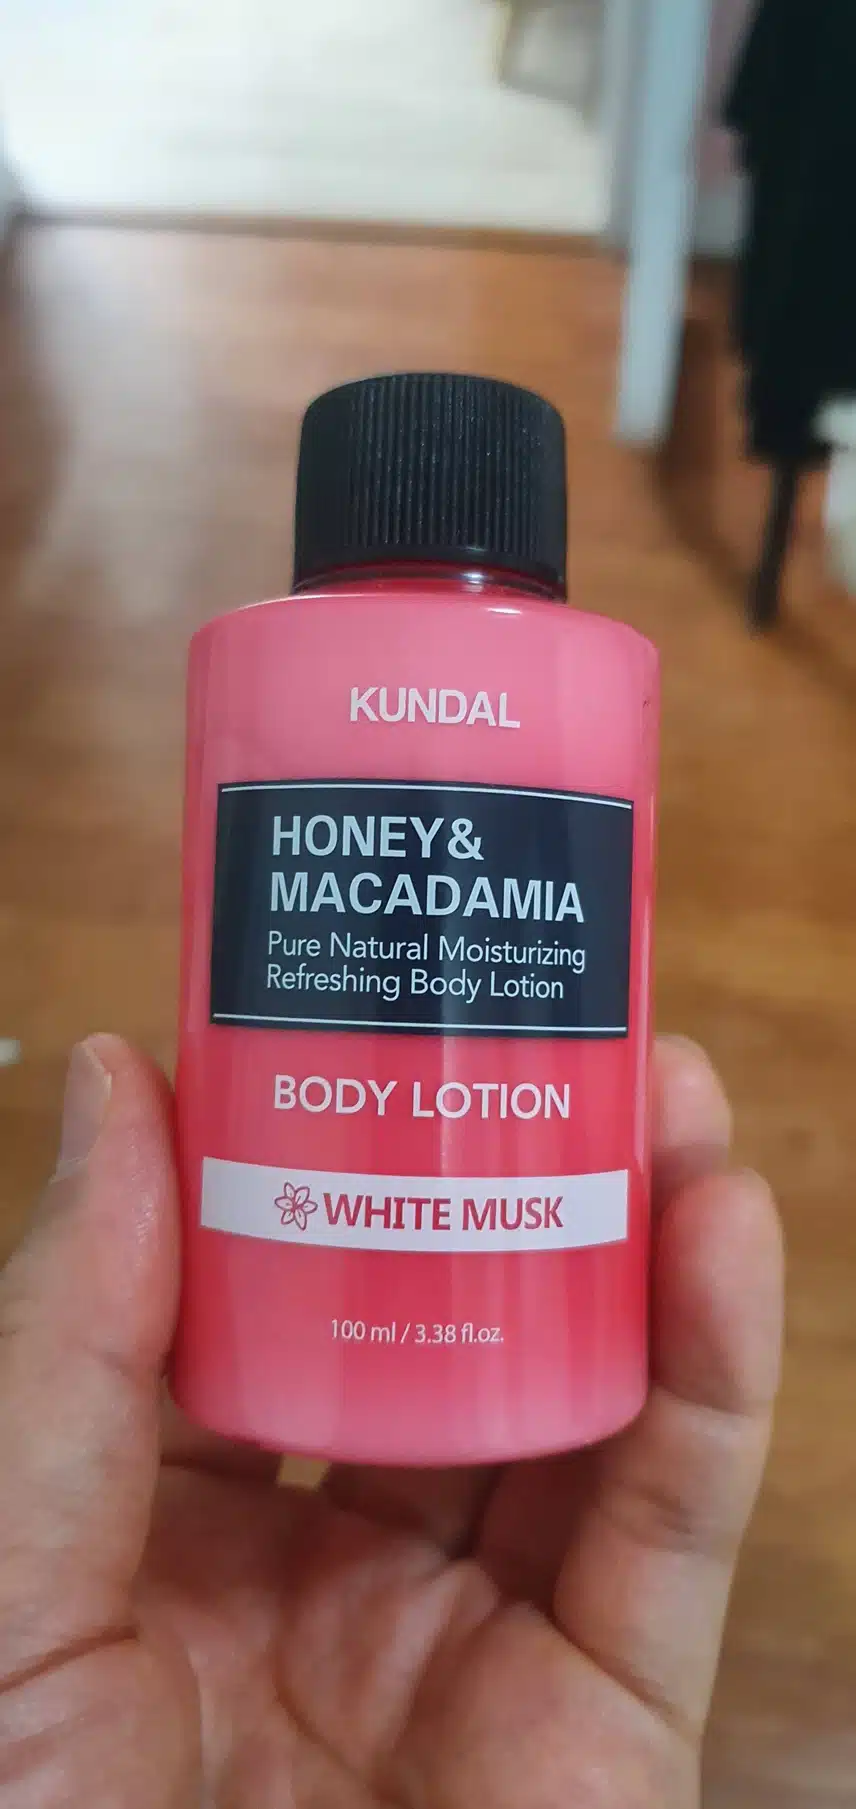 KUNDAL
HONEY&
MACADAMIA
Pure Natural Moisturizing
Refreshing Body Lotion
BODY LOTION
WHITE MUSK
100 ml / 3.38 fl.oz.